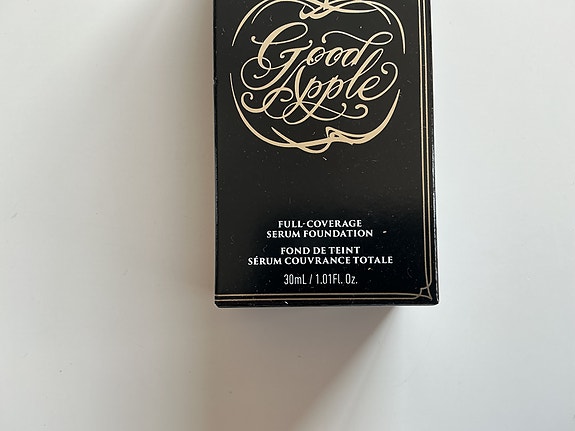 Good
Apple
FULL-COVERAGE
SERUM FOUNDATION
FOND DE TEINT
SÉRUM COUVRANCE TOTALE
30mL / 1.01Fl. Oz.